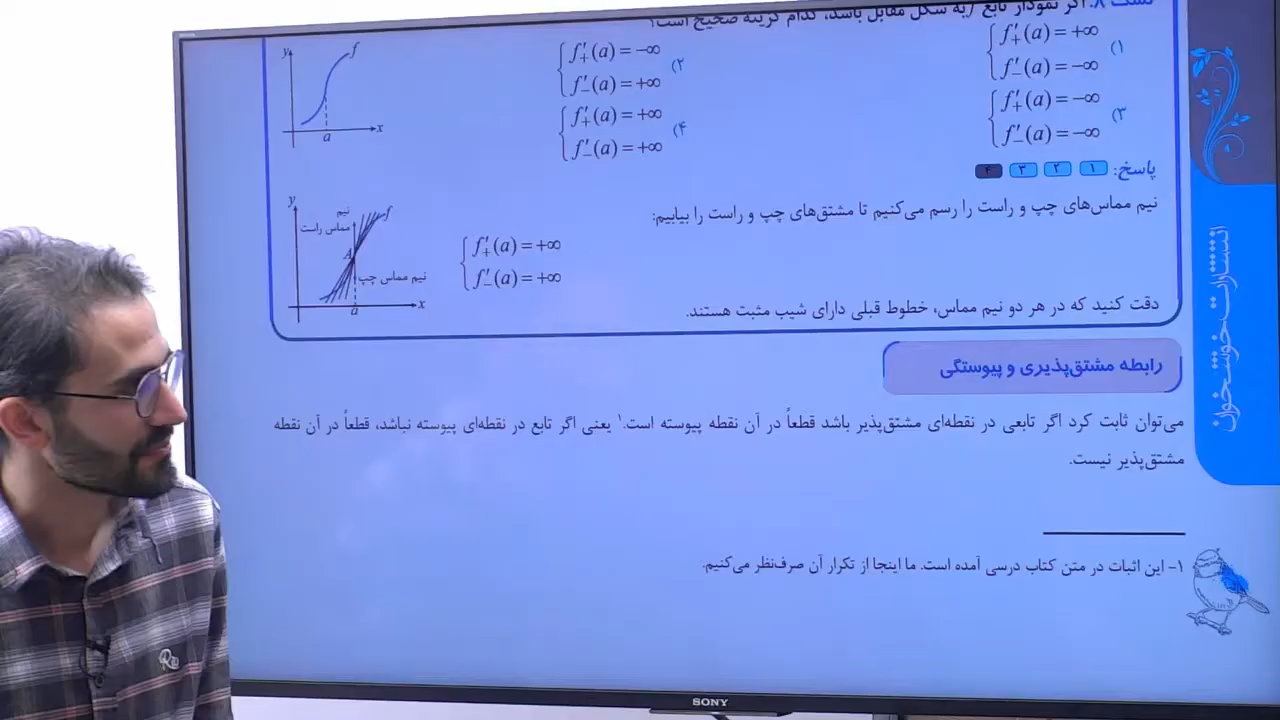 تست ۸. اگر نمودار تابع f به شکل مقابل باشد، کدام گزینه صحیح است؟
۱) f′₊(a) = +∞
f′₋(a) = −∞
۲) f′₊(a) = −∞
f′₋(a) = +∞
۳) f′₊(a) = −∞
f′₋(a) = −∞
۴) f′₊(a) = +∞
f′₋(a) = +∞
y
f
a
x
پاسخ: ۱ ۲ ۳ ۴
نیم مماس‌های چپ و راست را رسم می‌کنیم تا مشتق‌های چپ و راست را بیابیم:
f′₊(a) = +∞
f′₋(a) = +∞
y
f
نیم
مماس راست
A
نیم مماس چپ
a
x
دقت کنید که در هر دو نیم مماس، خطوط قبلی دارای شیب مثبت هستند.
رابطه مشتق‌پذیری و پیوستگی
می‌توان ثابت کرد اگر تابعی در نقطه‌ای مشتق‌پذیر باشد قطعاً در آن نقطه پیوسته است.۱ یعنی اگر تابع در نقطه‌ای پیوسته نباشد، قطعاً در آن نقطه
مشتق‌پذیر نیست.
۱- این اثبات در متن کتاب درسی آمده است. ما اینجا از تکرار آن صرف‌نظر می‌کنیم.
انتشارات خوشخوان
SONY